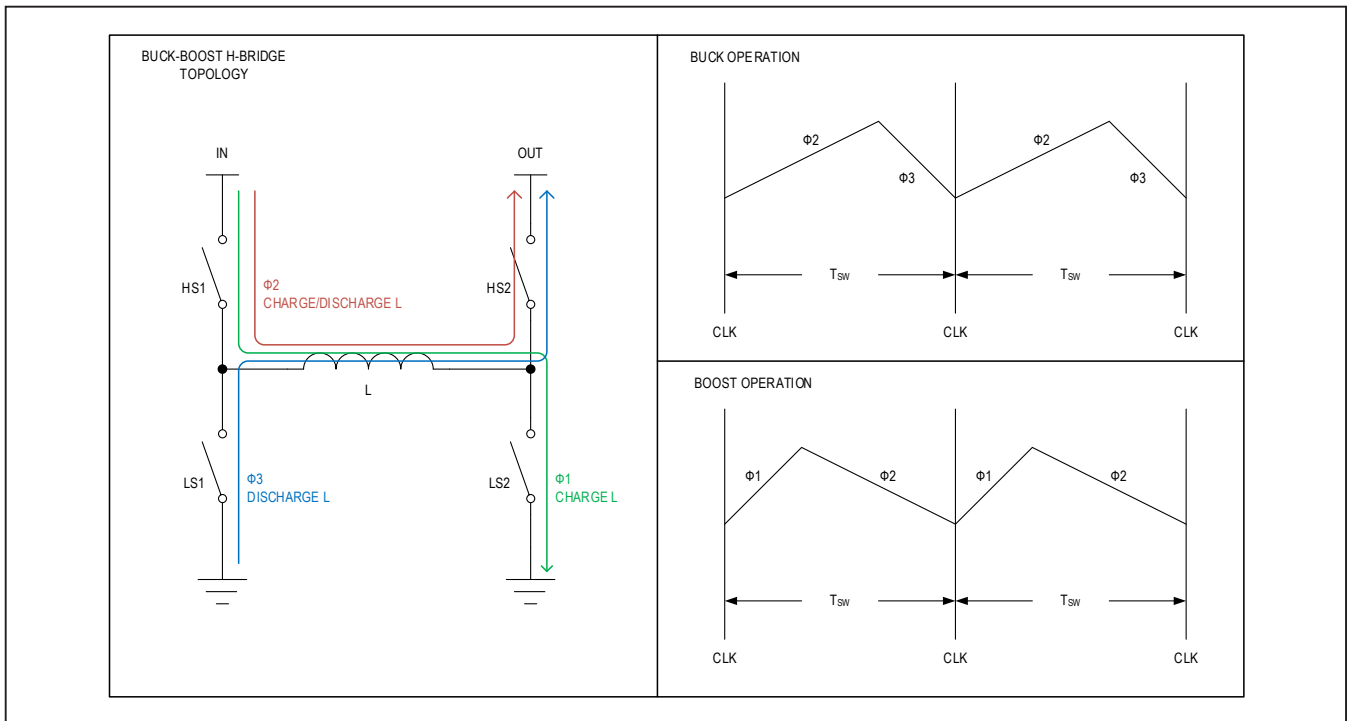 BUCK-BOOST H-BRIDGE
TOPOLOGY
IN
OUT
HS1
Φ2
CHARGE/DISCHARGE L
HS2
L
LS1
Φ3
DISCHARGE L
LS2
Φ1
CHARGE L
BUCK OPERATION
Φ2
Φ3
Φ2
Φ3
TSW
TSW
CLK
CLK
CLK
BOOST OPERATION
Φ1
Φ2
Φ1
Φ2
TSW
TSW
CLK
CLK
CLK